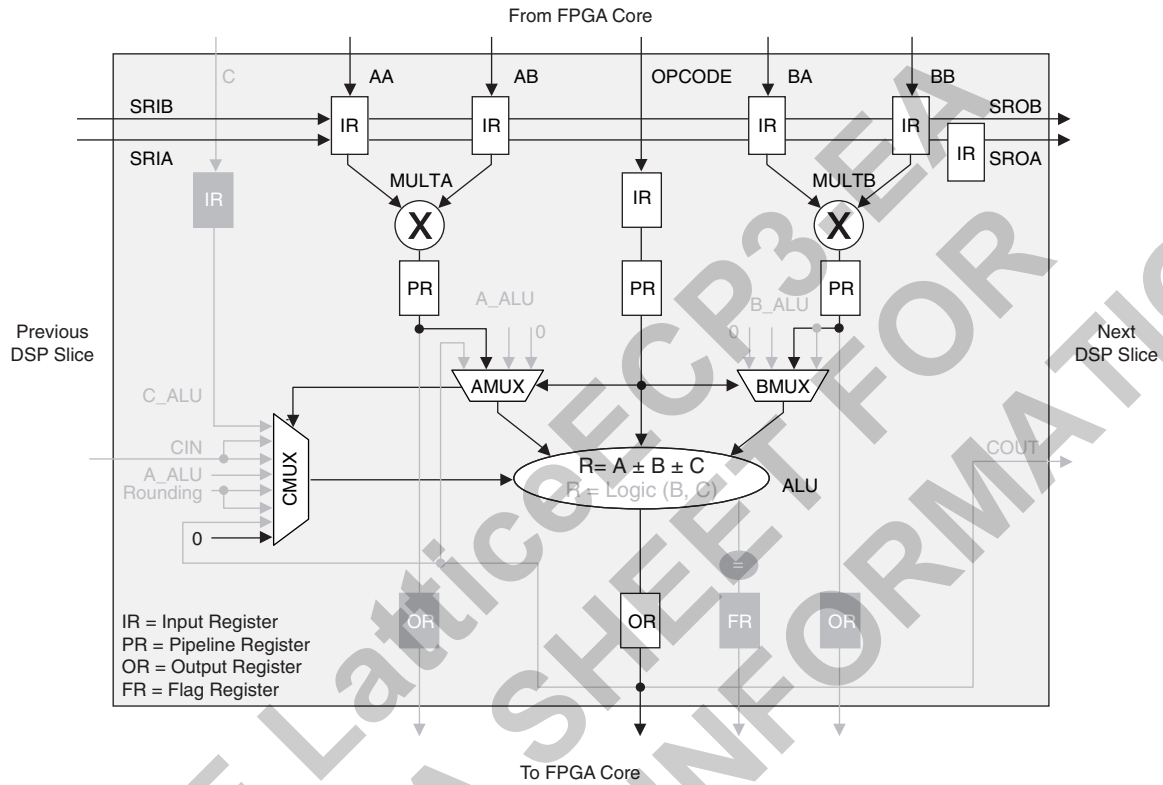 From FPGA Core
C
AA
AB
OPCODE
BA
BB
SRIB
SROB
IR
IR
IR
IR
SRIA
IR
SROA
MULTA
MULTB
IR
IR
X
X
PR
PR
PR
A_ALU
B_ALU
0
0
Previous
DSP Slice
Next
DSP Slice
AMUX
BMUX
C_ALU
CIN
COUT
A_ALU
Rounding
CMUX
R= A ± B ± C
R = Logic (B, C)
ALU
0
=
IR = Input Register
PR = Pipeline Register
OR = Output Register
FR = Flag Register
OR
OR
FR
OR
To FPGA Core
LatticeECP3 EA
SHEET FOR
INFORMATI